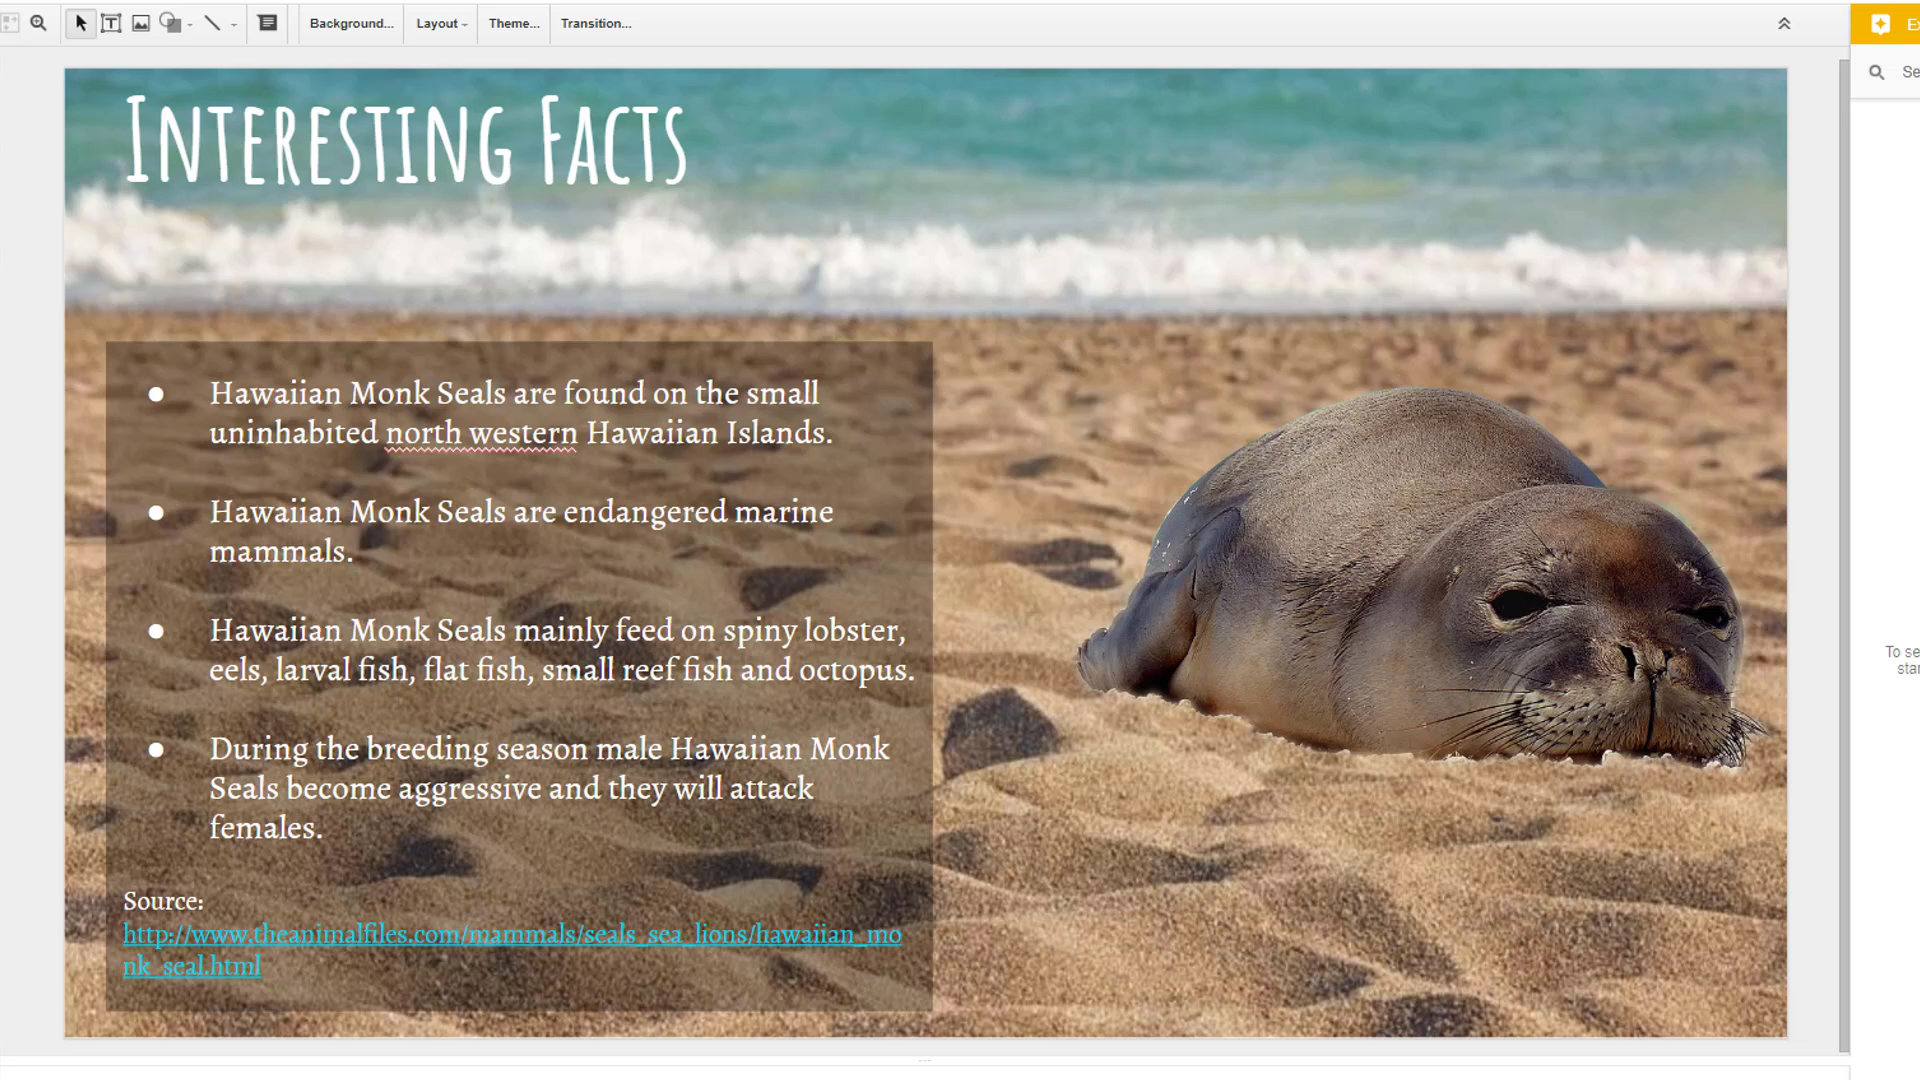 Background...
Layout
Theme...
Transition...
INTERESTING FACTS
● Hawaiian Monk Seals are found on the small
uninhabited north western Hawaiian Islands.
● Hawaiian Monk Seals are endangered marine
mammals.
● Hawaiian Monk Seals mainly feed on spiny lobster,
eels, larval fish, flat fish, small reef fish and octopus.
● During the breeding season male Hawaiian Monk
Seals become aggressive and they will attack
females.
Source:
http://www.theanimalfiles.com/mammals/seals_sea_lions/hawaiian_mo
nk_seal.html
To